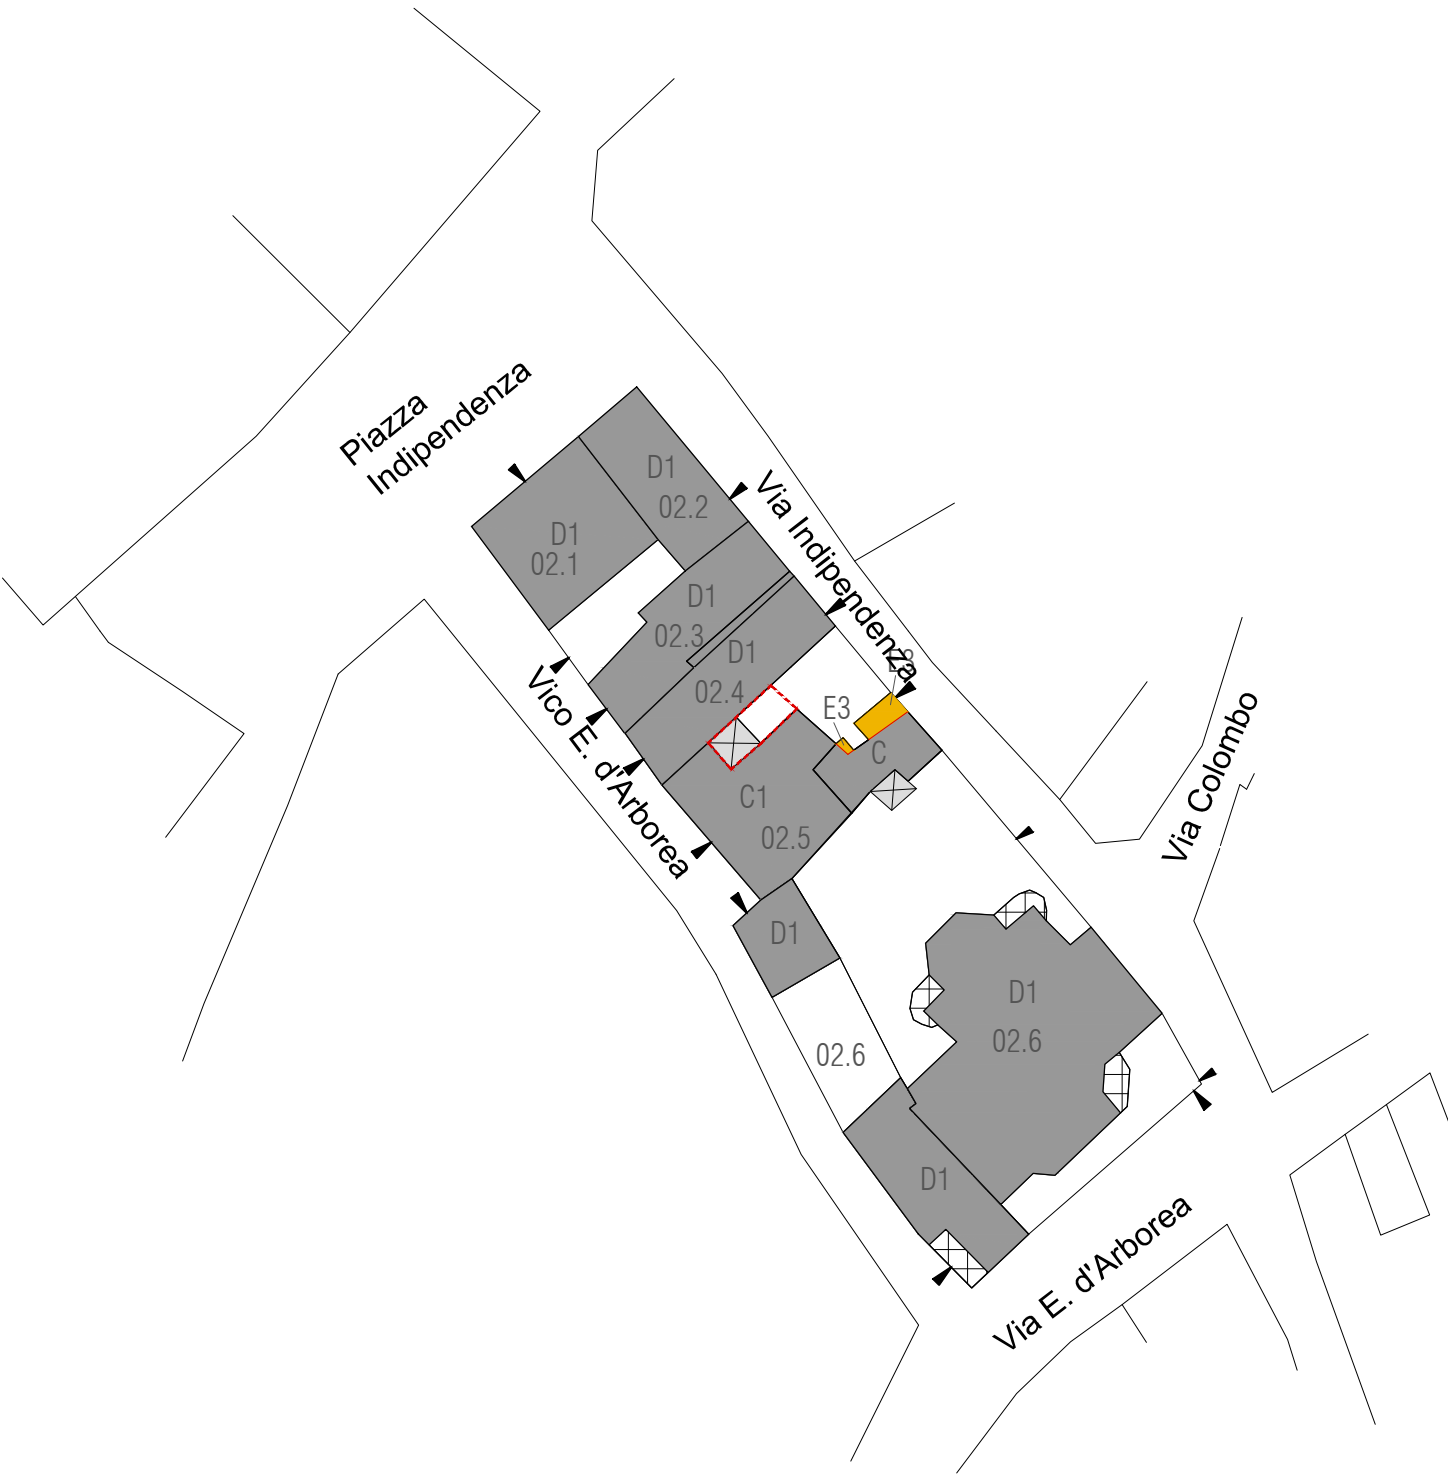 Piazza
Indipendenza
D1
02.2
D1
02.1
Via Indipendenza
D1
02.3
D1
02.4
E3
E3
C
Vico E. d'Arborea
C1
02.5
Via Colombo
D1
D1
02.6
02.6
D1
Via E. d'Arborea